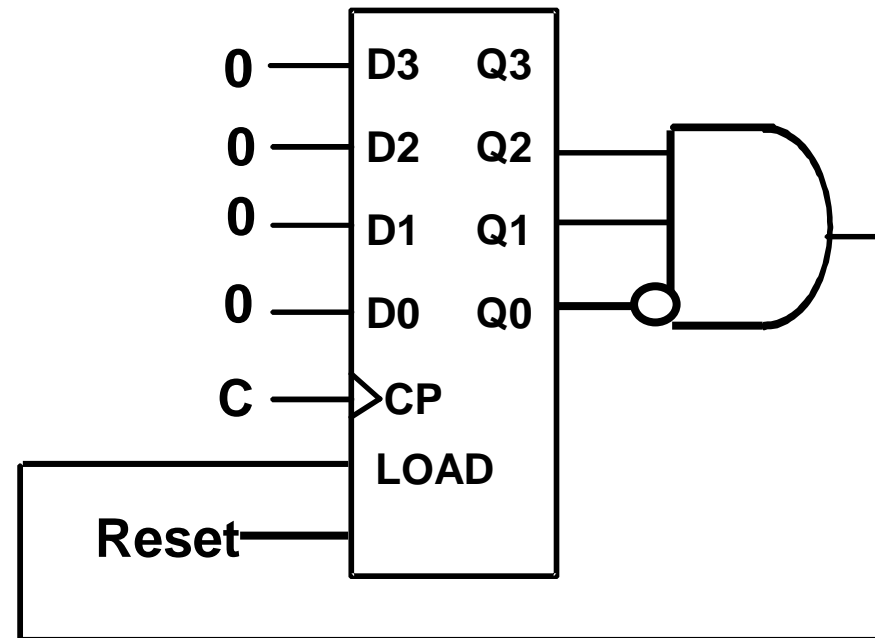 0 D3 Q3
0 D2 Q2
0 D1 Q1
0 D0 Q0
C CP
LOAD
Reset